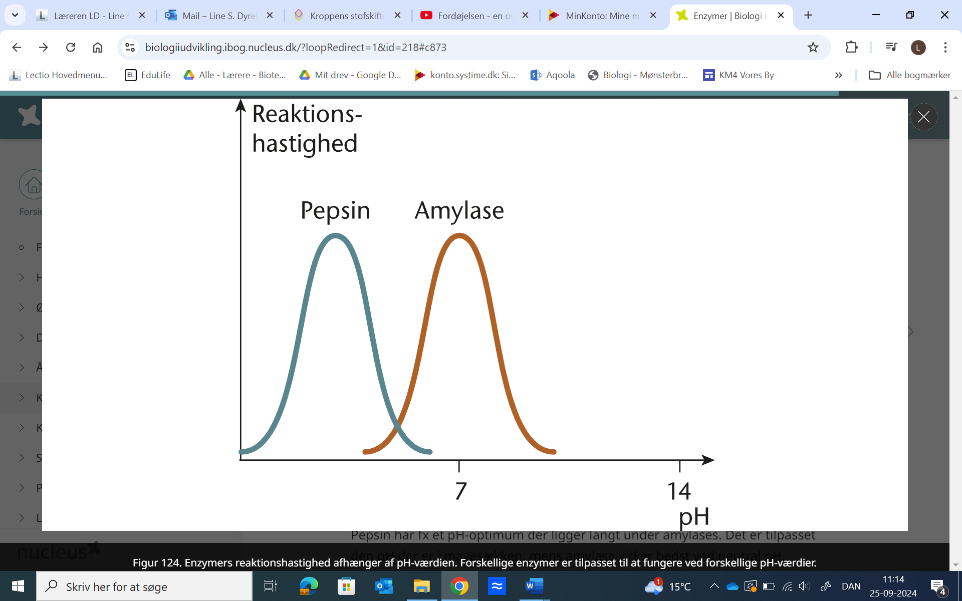 Læreren LD - Line
Mail – Line S. Dyre
Kroppens stofskift
Fordøjelsen - en o
MinKonto: Mine m
Enzymer | Biologi i
biologiiudvikling.ibog.nucleus.dk/?loopRedirect=1&id=218#c873
L
Lectio Hovedmenu...
EduLife
Alle - Lærere - Biote...
Mit drev - Google D...
konto.systime.dk: Si...
Aqoola
Biologi - Mønsterbr...
KM4 Vores By
»
Alle bogmærker
Reaktions-
hastighed
Pepsin
Amylase
7
14
pH
Forsi
F
H
Ø
D
Å
K
K
S
P
L
nucleus
Pepsin har fx et pH-optimum der ligger langt under amylases. Det er tilpasset
Figur 124. Enzymers reaktionshastighed afhænger af pH-værdien. Forskellige enzymer er tilpasset til at fungere ved forskellige pH-værdier.
Skriv her for at søge
1
15°C
DAN
11:14
25-09-2024
4